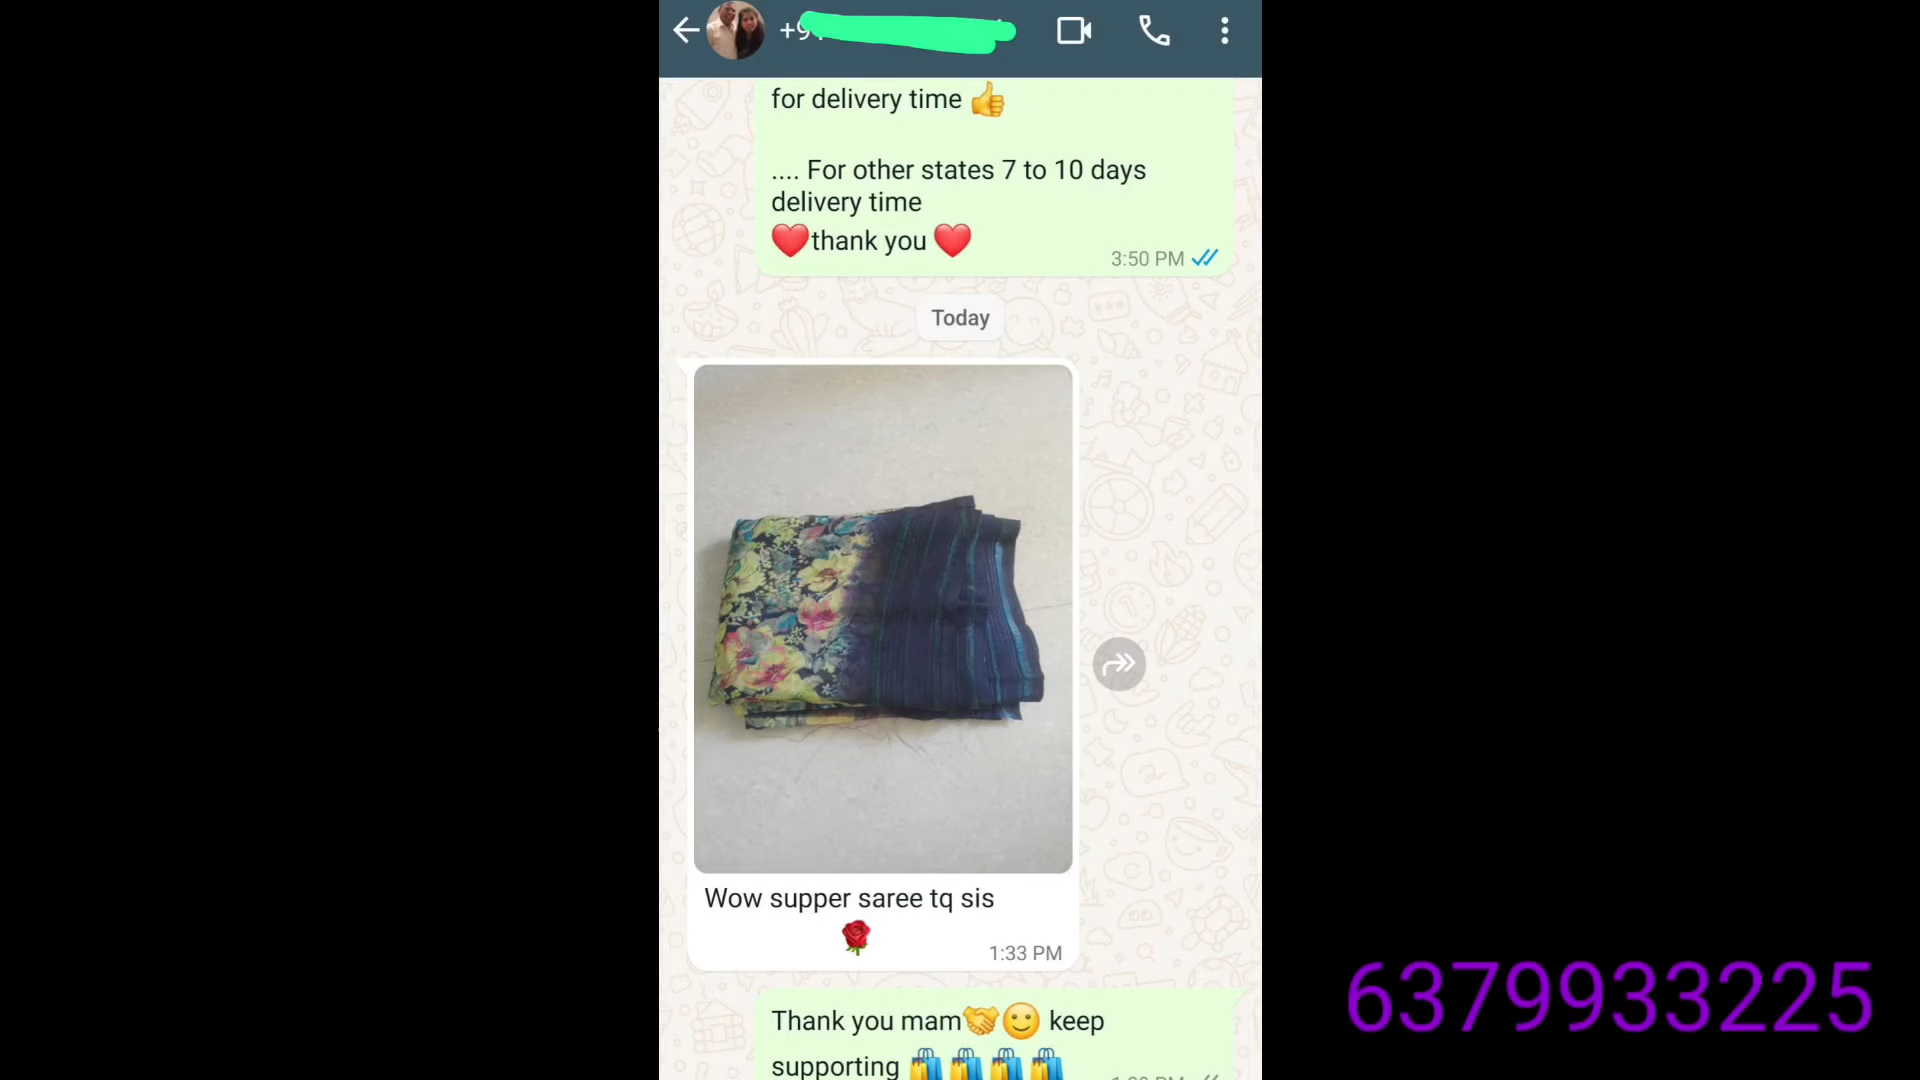 +91
for delivery time 👍
.... For other states 7 to 10 days
delivery time
❤️thank you ❤️
3:50 PM
Today
Wow supper saree tq sis
🌹
1:33 PM
Thank you mam🤝🙂 keep
supporting 🛍️🛍️🛍️🛍️
6379933225